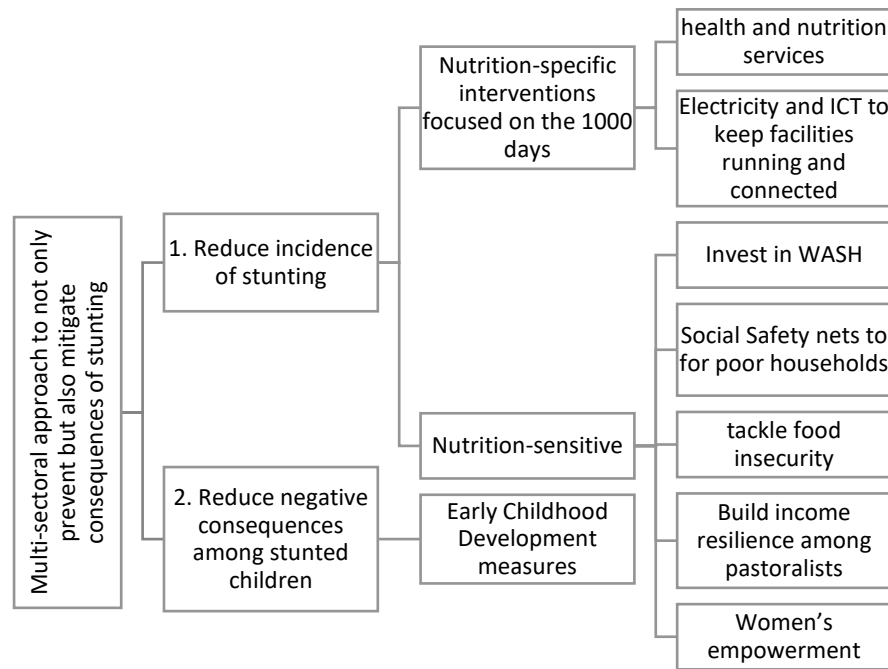 Multi-sectoral approach to not only
prevent but also mitigate
consequences of stunting
1. Reduce incidence
of stunting
Nutrition-specific
interventions
focused on the 1000
days
health and nutrition
services
Electricity and ICT to
keep facilities
running and
connected
Nutrition-sensitive
Invest in WASH
Social Safety nets to
for poor households
tackle food
insecurity
Build income
resilience among
pastoralists
Women’s
empowerment
2. Reduce negative
consequences
among stunted
children
Early Childhood
Development
measures